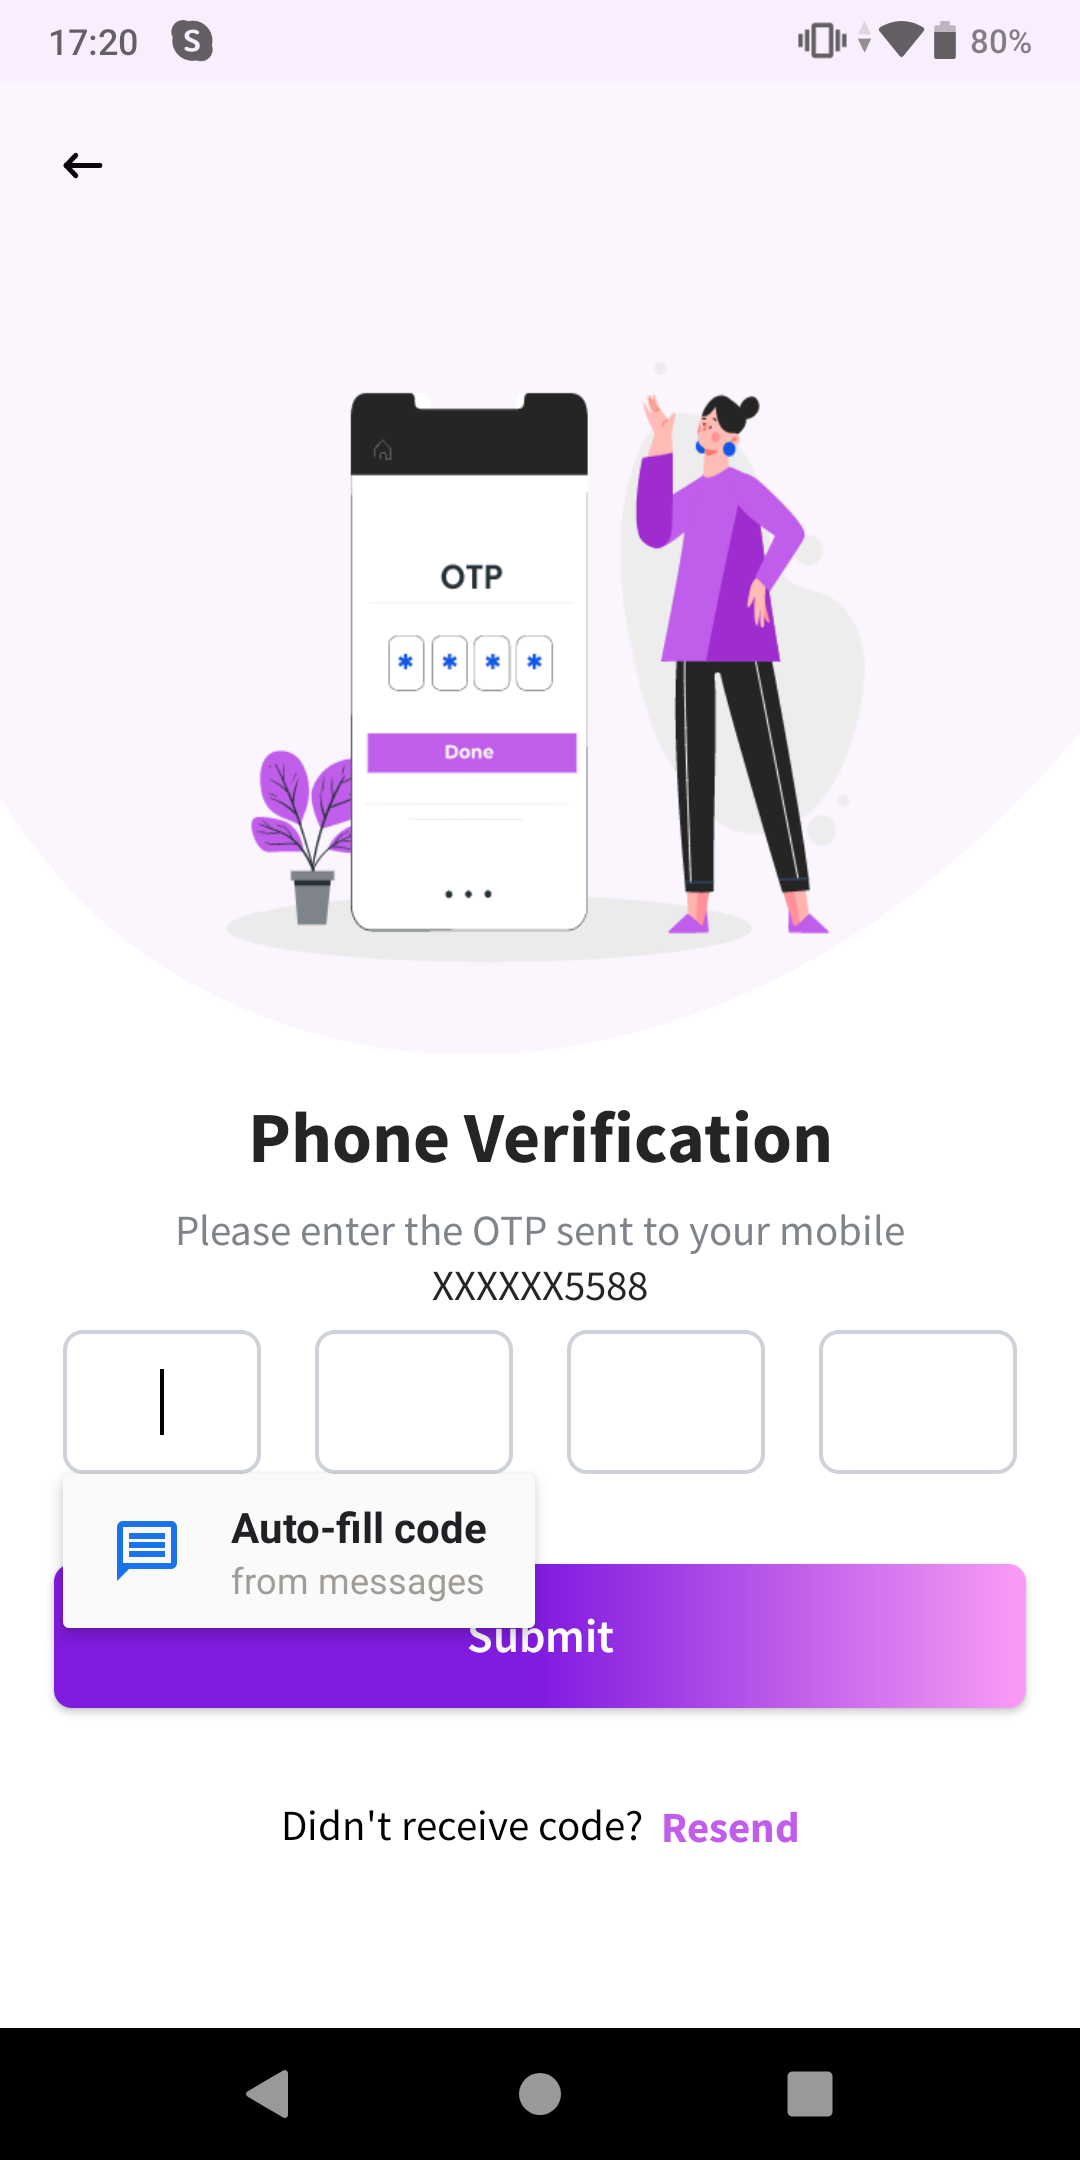 17:20 S 80%
OTP
* * * *
Done
Phone Verification
Please enter the OTP sent to your mobile
XXXXXX5588
Auto-fill code
from messages
Submit
Didn't receive code? Resend